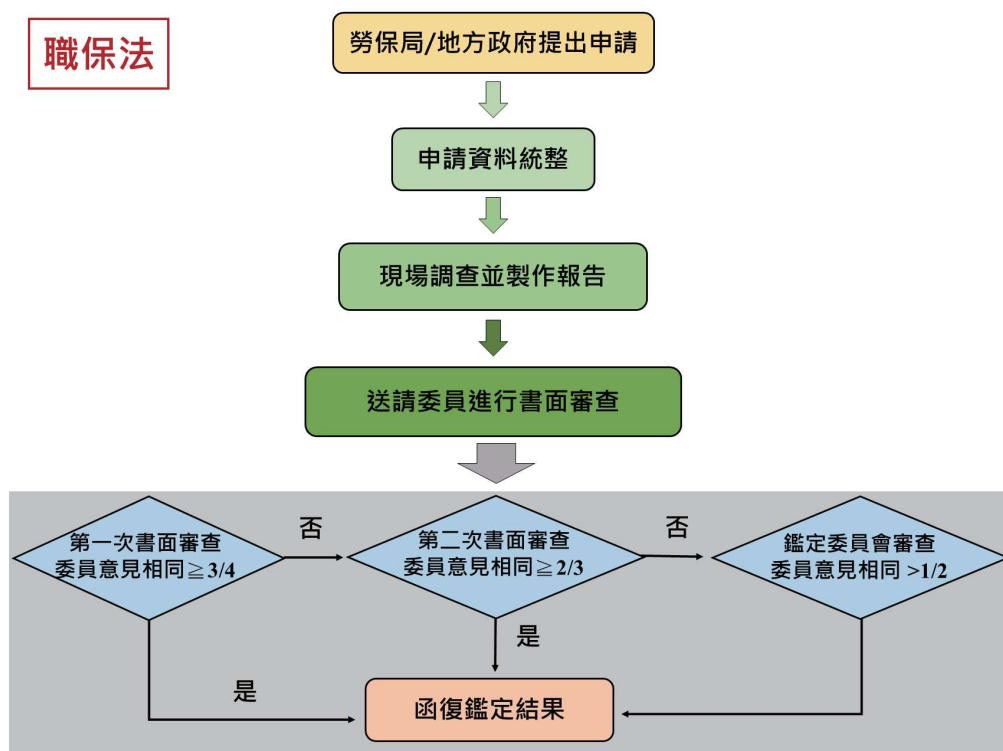 職保法
勞保局/地方政府提出申請
申請資料統整
現場調查並製作報告
送請委員進行書面審查
第一次書面審查
委員意見相同≧3/4
否
第二次書面審查
委員意見相同≧2/3
否
鑑定委員會審查
委員意見相同 >1/2
是
是
函復鑑定結果